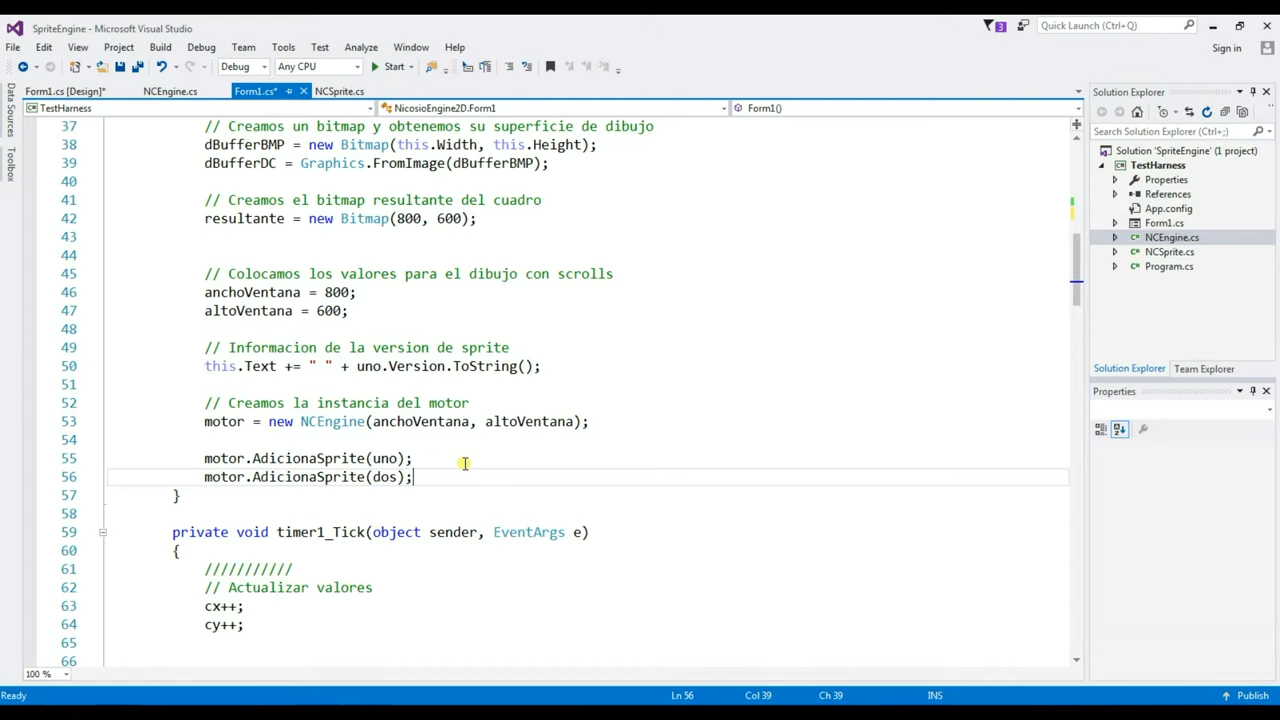 SpriteEngine - Microsoft Visual Studio
3
Quick Launch (Ctrl+Q)
File Edit View Project Build Debug Team Tools Test Analyze Window Help
Sign in
Debug Any CPU Start
Form1.cs [Design]* NCEngine.cs Form1.cs* NCSprite.cs
TestHarness NicosioEngine2D.Form1 Form1()
Data Sources
Toolbox
37 // Creamos un bitmap y obtenemos su superficie de dibujo
38 dBufferBMP = new Bitmap(this.Width, this.Height);
39 dBufferDC = Graphics.FromImage(dBufferBMP);
40
41 // Creamos el bitmap resultante del cuadro
42 resultante = new Bitmap(800, 600);
43
44
45 // Colocamos los valores para el dibujo con scrolls
46 anchoVentana = 800;
47 altoVentana = 600;
48
49 // Informacion de la version de sprite
50 this.Text += " " + uno.Version.ToString();
51
52 // Creamos la instancia del motor
53 motor = new NCEngine(anchoVentana, altoVentana);
54
55 motor.AdicionaSprite(uno);
56 motor.AdicionaSprite(dos);
57 }
58
59 private void timer1_Tick(object sender, EventArgs e)
60 {
61 ///////////
62 // Actualizar valores
63 cx++;
64 cy++;
65
66
100 %
Solution Explorer
Search Solution Explorer (Ctrl+;)
Solution 'SpriteEngine' (1 project)
TestHarness
Properties
References
App.config
Form1.cs
NCEngine.cs
NCSprite.cs
Program.cs
Solution Explorer Team Explorer
Properties
Ready Ln 56 Col 39 Ch 39 INS Publish